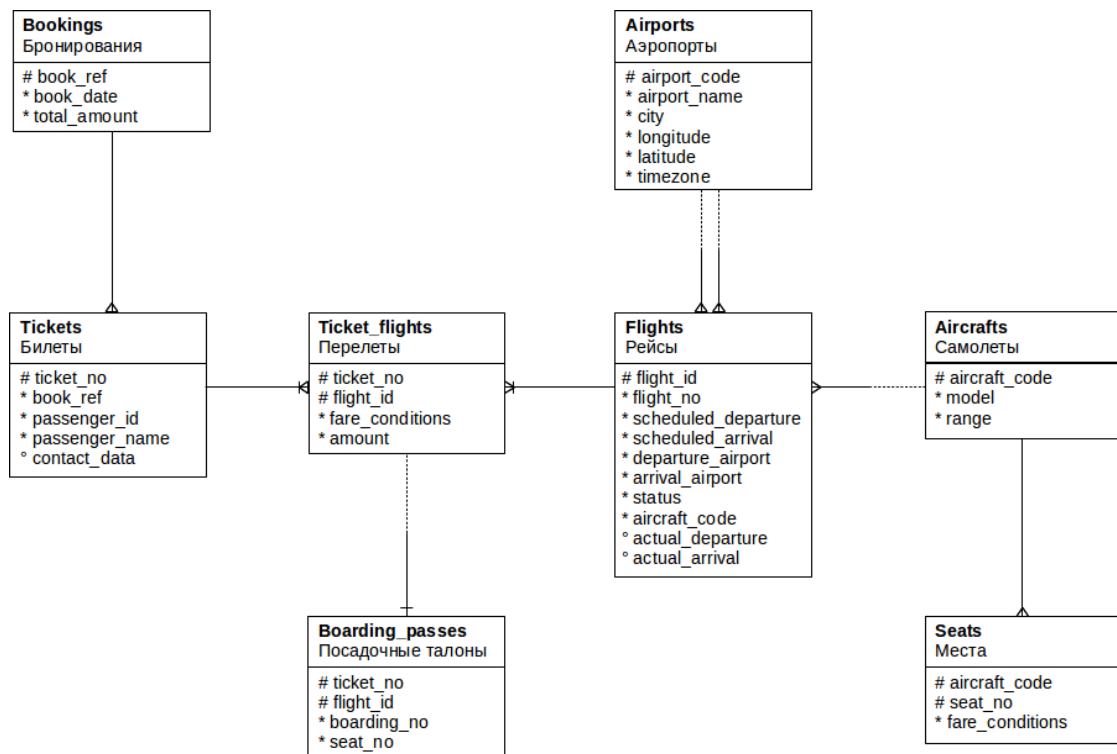 Bookings
Бронирования
# book_ref
* book_date
* total_amount
Airports
Аэропорты
# airport_code
* airport_name
* city
* longitude
* latitude
* timezone
Tickets
Билеты
# ticket_no
* book_ref
* passenger_id
* passenger_name
° contact_data
Ticket_flights
Перелеты
# ticket_no
# flight_id
* fare_conditions
* amount
Flights
Рейсы
# flight_id
* flight_no
* scheduled_departure
* scheduled_arrival
* departure_airport
* arrival_airport
* status
* aircraft_code
° actual_departure
° actual_arrival
Aircrafts
Самолеты
# aircraft_code
* model
* range
Boarding_passes
Посадочные талоны
# ticket_no
# flight_id
* boarding_no
* seat_no
Seats
Места
# aircraft_code
# seat_no
* fare_conditions